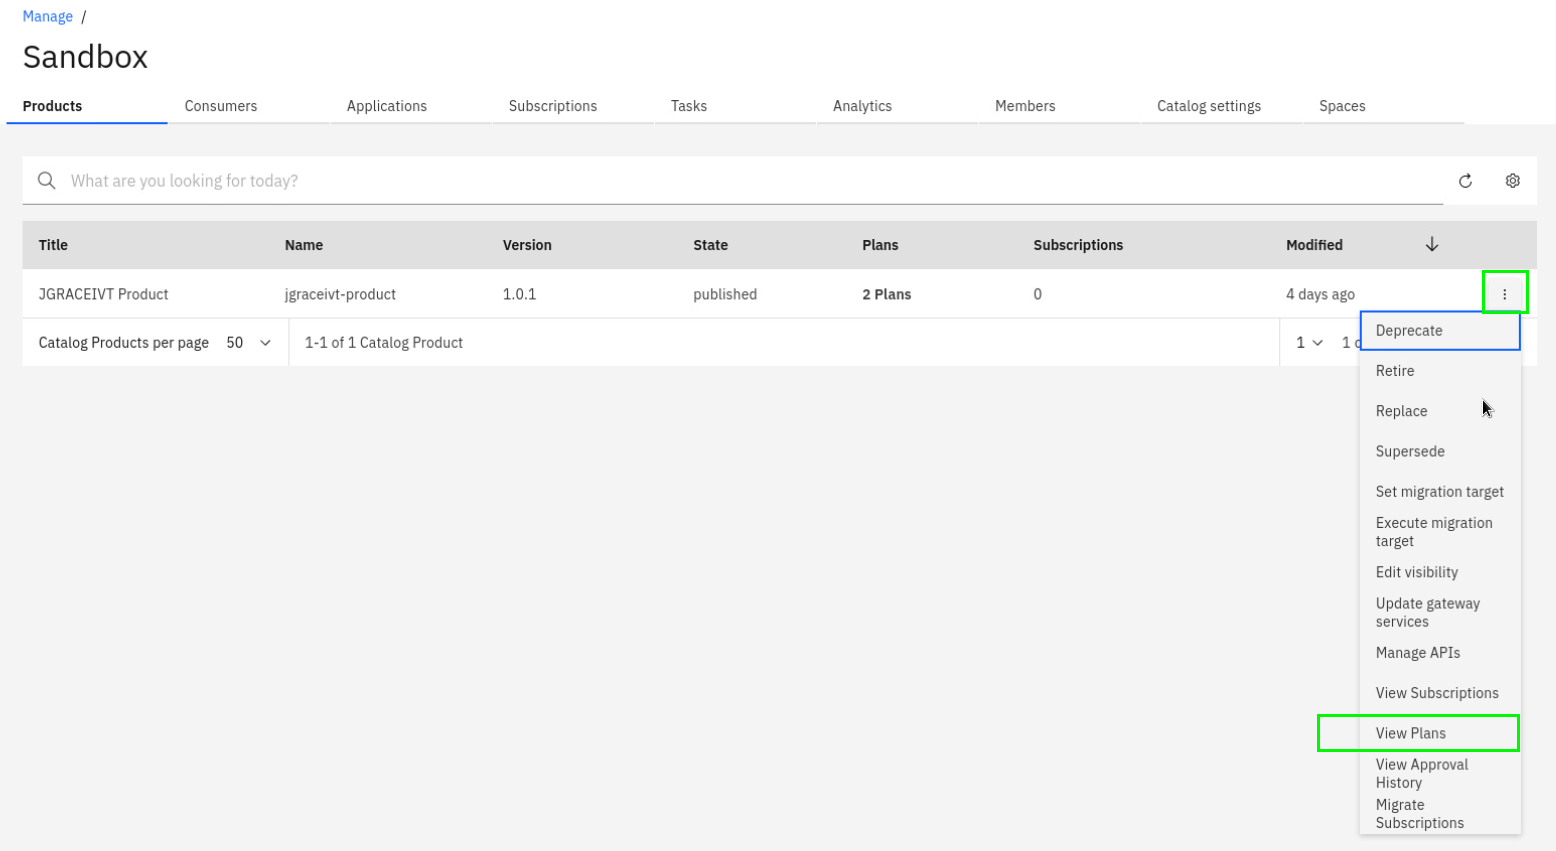 Manage /
Sandbox
Products Consumers Applications Subscriptions Tasks Analytics Members Catalog settings Spaces
What are you looking for today?
Title Name Version State Plans Subscriptions Modified
JGRACEIVT Product jgraceivt-product 1.0.1 published 2 Plans 0 4 days ago
Catalog Products per page 50 1-1 of 1 Catalog Product 1 1
Deprecate
Retire
Replace
Supersede
Set migration target
Execute migration
target
Edit visibility
Update gateway
services
Manage APIs
View Subscriptions
View Plans
View Approval
History
Migrate
Subscriptions